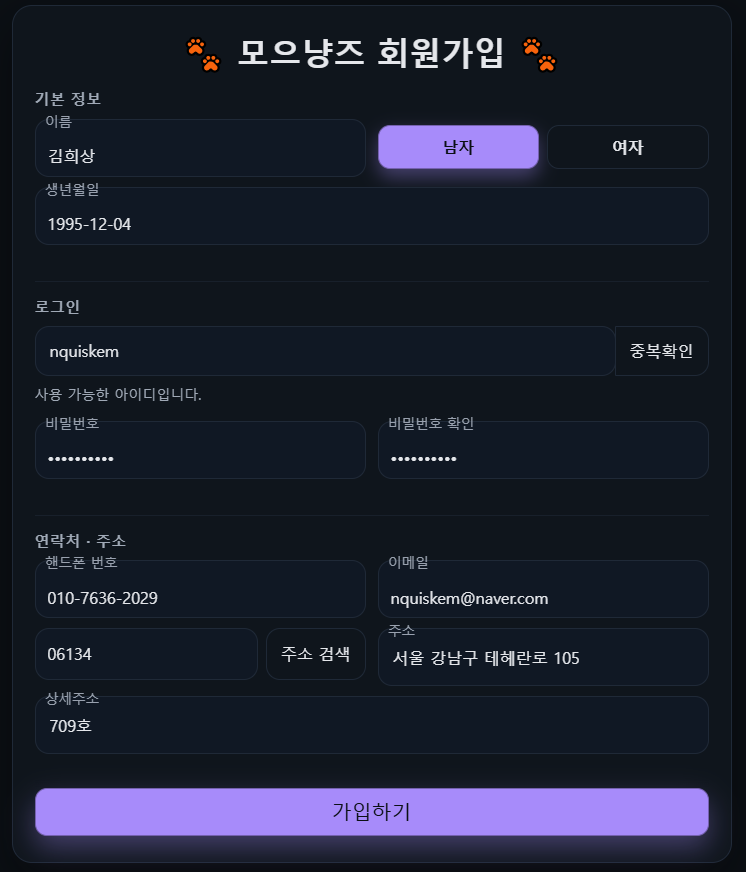 모으냥즈 회원가입
기본 정보
이름
김희상
남자
여자
생년월일
1995-12-04
로그인
nquiskem
중복확인
사용 가능한 아이디입니다.
비밀번호
••••••••••
비밀번호 확인
••••••••••
연락처 · 주소
핸드폰 번호
010-7636-2029
이메일
nquiskem@naver.com
06134
주소 검색
주소
서울 강남구 테헤란로 105
상세주소
709호
가입하기